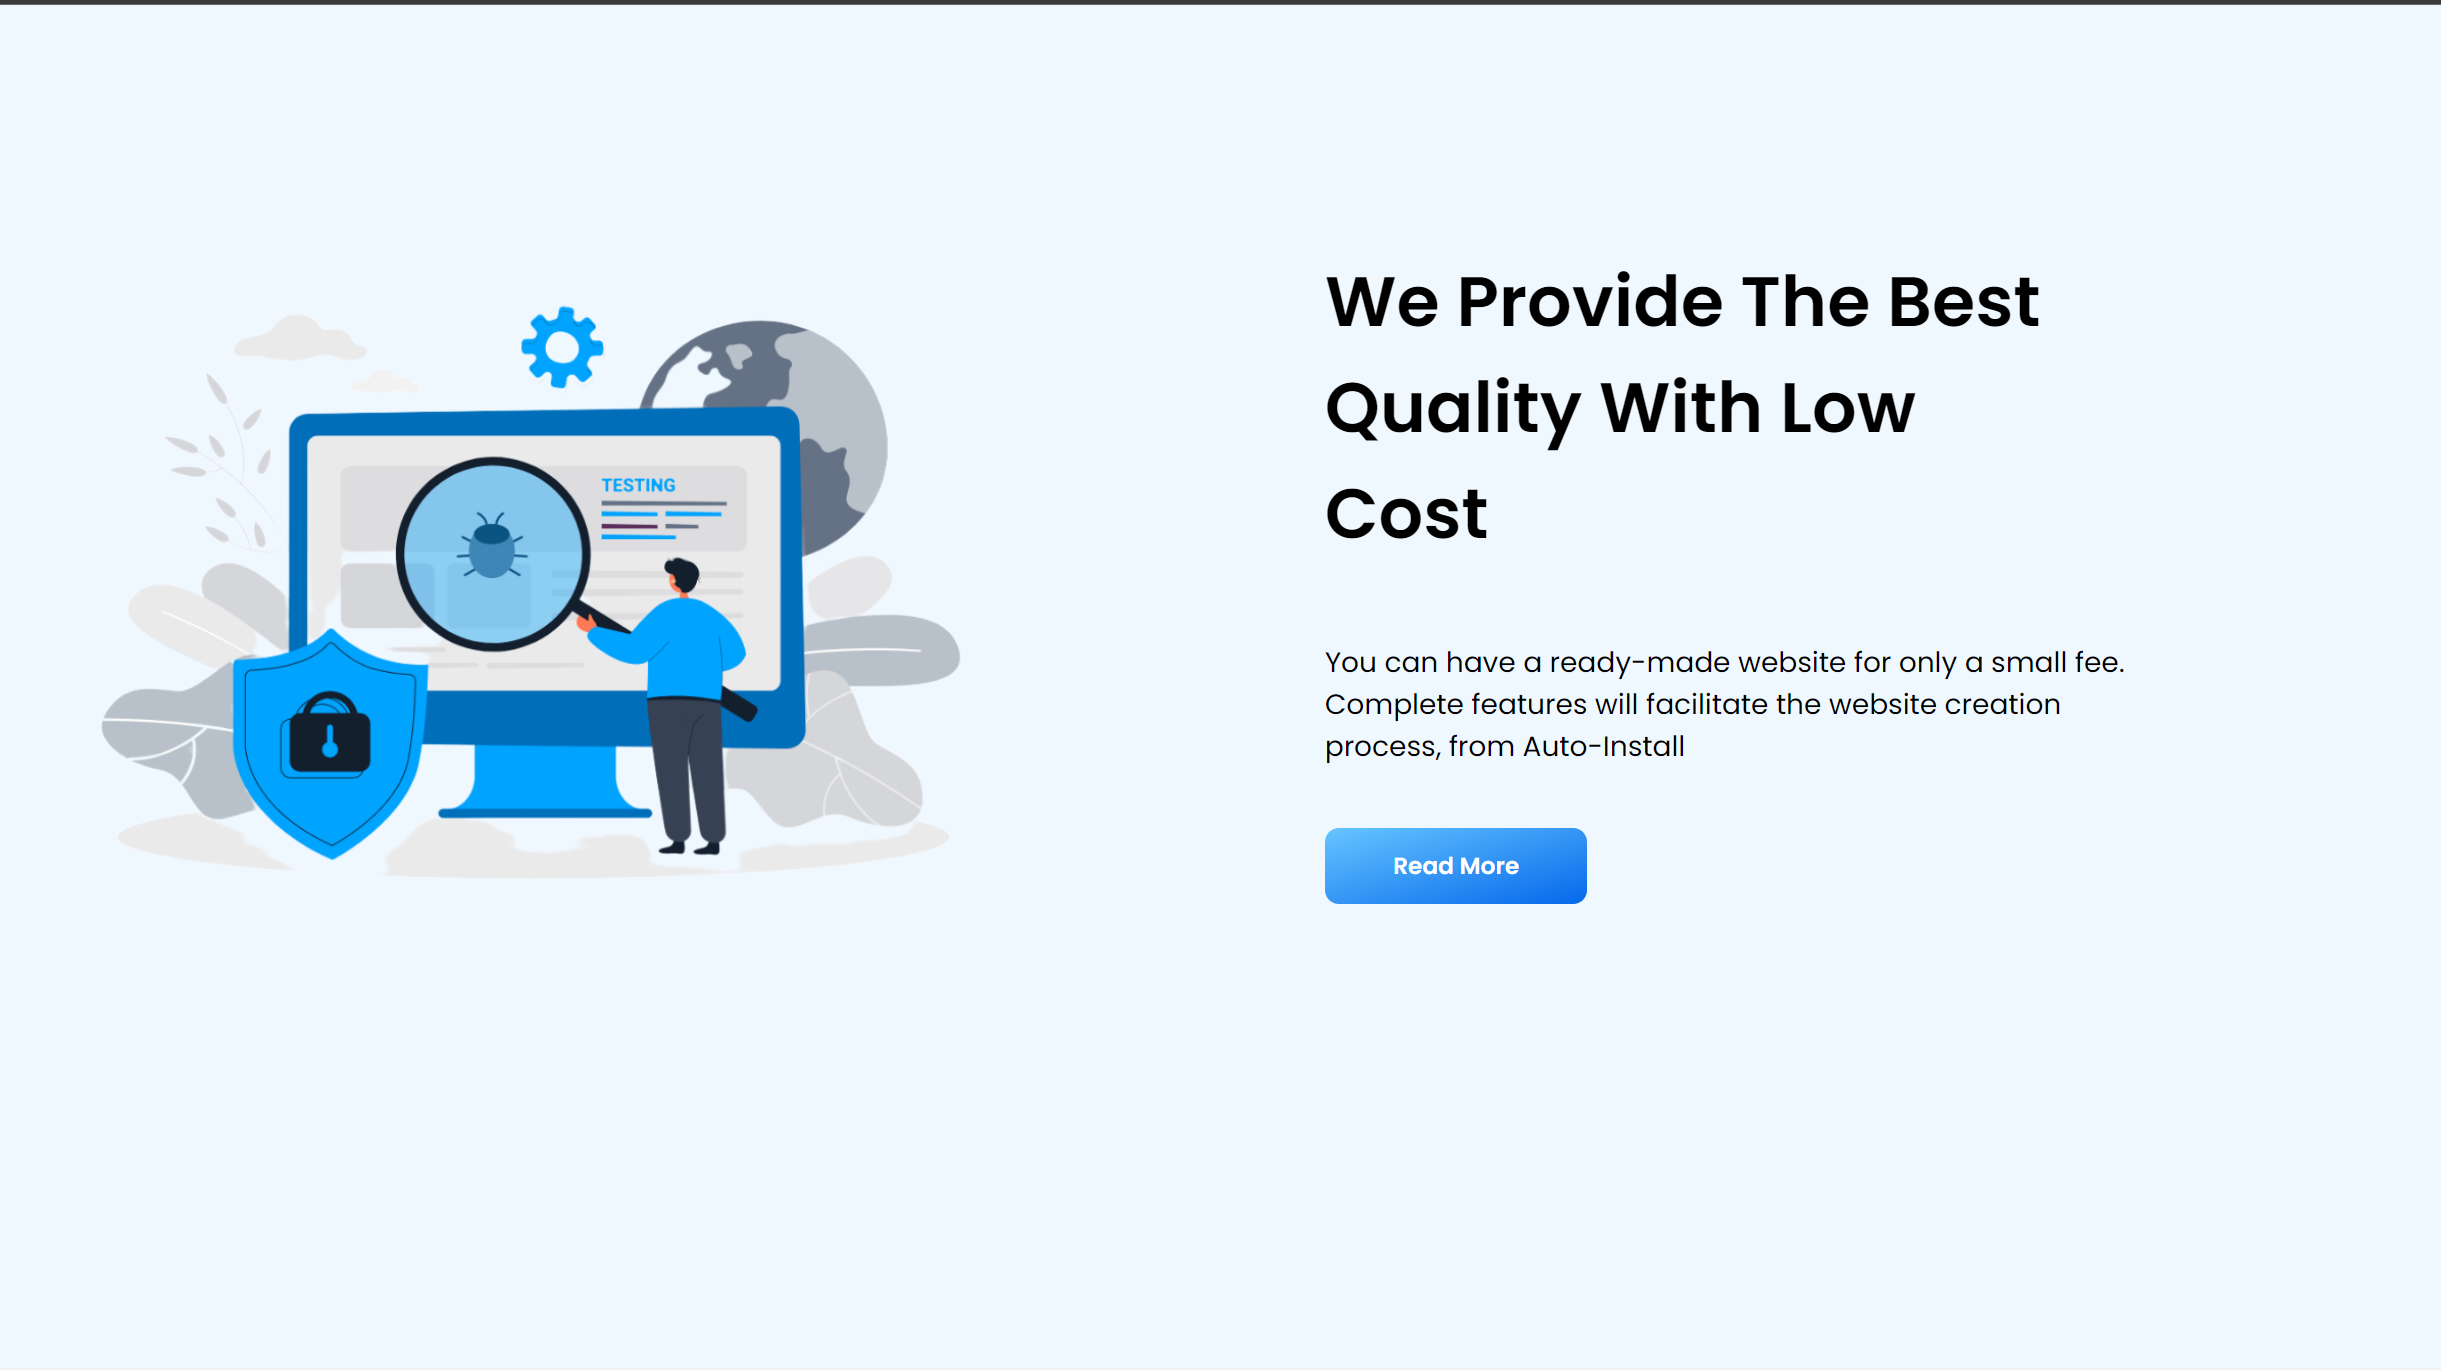 TESTING
We Provide The Best
Quality With Low
Cost
You can have a ready-made website for only a small fee.
Complete features will facilitate the website creation
process, from Auto-Install
Read More